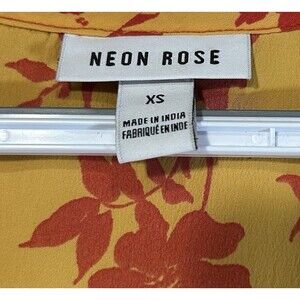 NEON ROSE
XS
MADE IN INDIA
FABRIQUÉ EN INDE